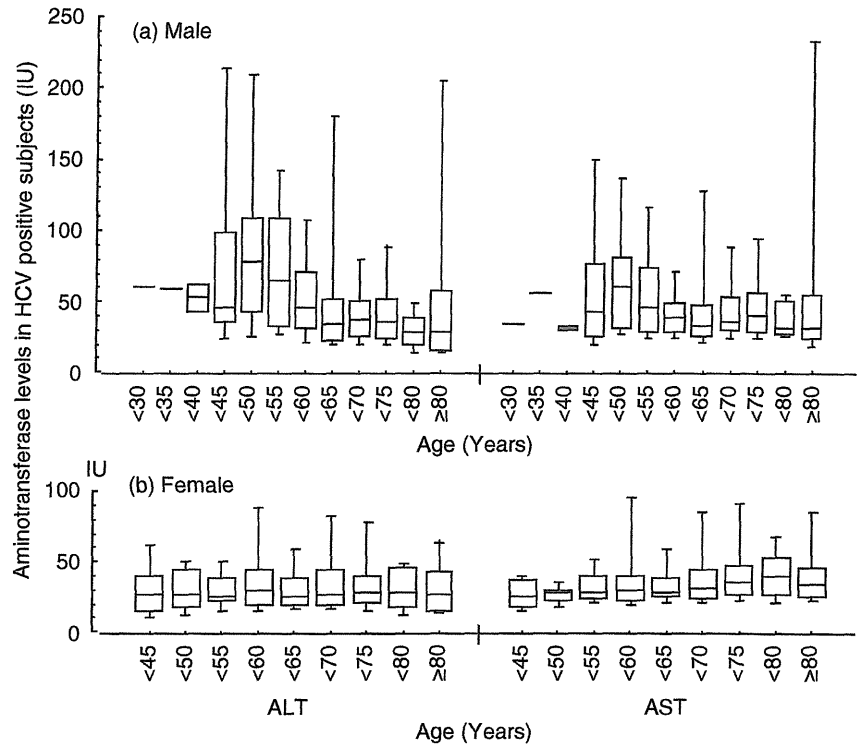 Aminotransferase levels in HCV positive subjects (IU)
(a) Male
250
200
150
100
50
0
<30 <35 <40 <45 <50 <55 <60 <65 <70 <75 <80 ≥80 <30 <35 <40 <45 <50 <55 <60 <65 <70 <75 <80 ≥80
Age (Years)
IU
(b) Female
100
50
0
<45 <50 <55 <60 <65 <70 <75 <80 ≥80 <45 <50 <55 <60 <65 <70 <75 <80 ≥80
ALT AST
Age (Years)